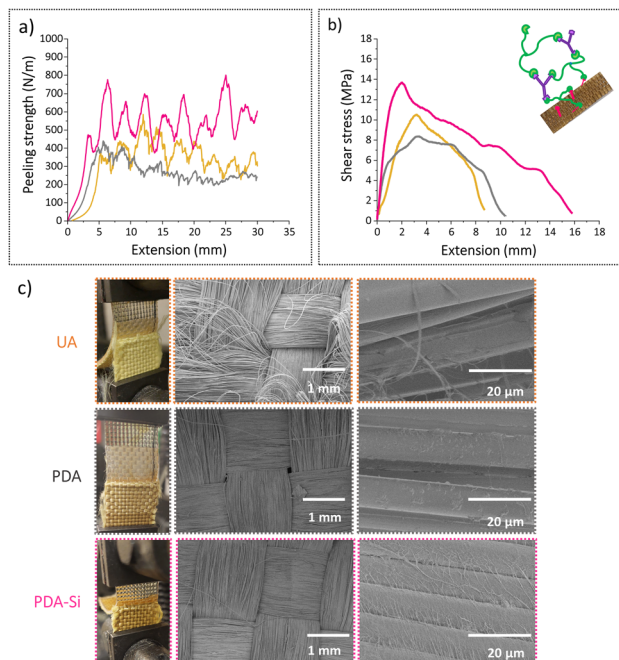 a)
1000
900
800
700
600
500
400
300
200
100
0
Peeling strength (N/m)
0 5 10 15 20 25 30 35
Extension (mm)
b)
18
16
14
12
10
8
6
4
2
0
Shear stress (MPa)
0 2 4 6 8 10 12 14 16 18
Extension (mm)
c)
UA
1 mm
20 µm
PDA
1 mm
20 µm
PDA-Si
1 mm
20 µm